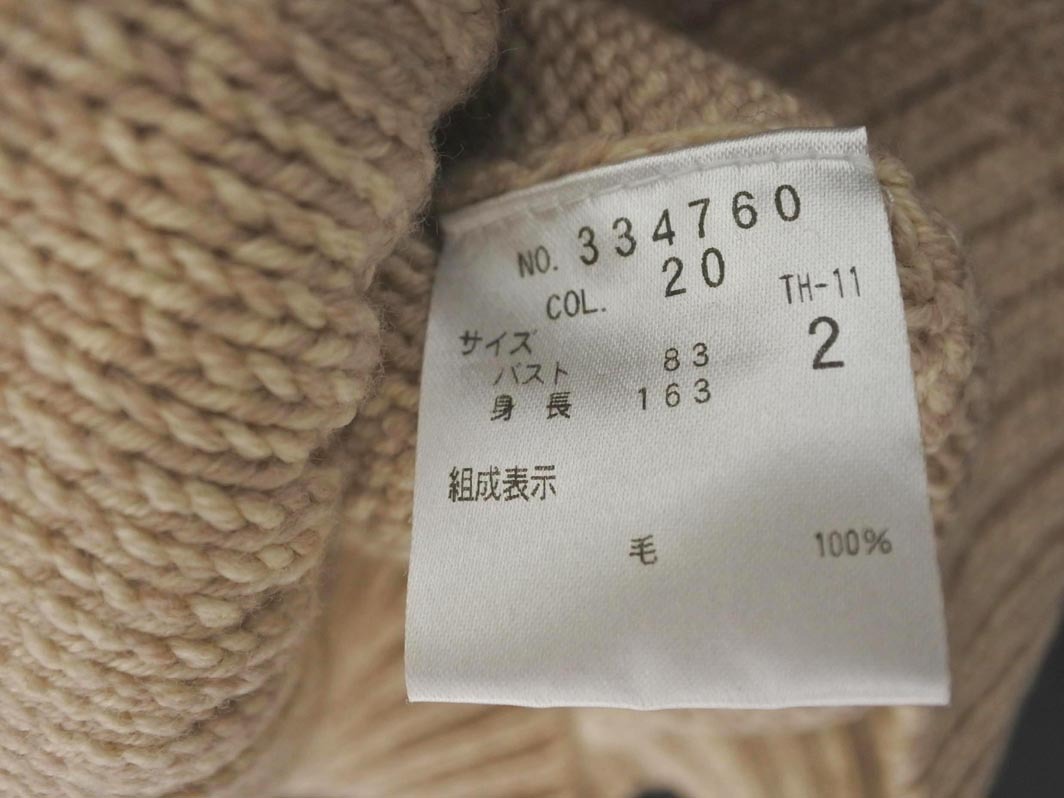 NO. 334760
COL. 20
TH-11
サイズ 2
バスト 83
身長 163
組成表示
毛 100%